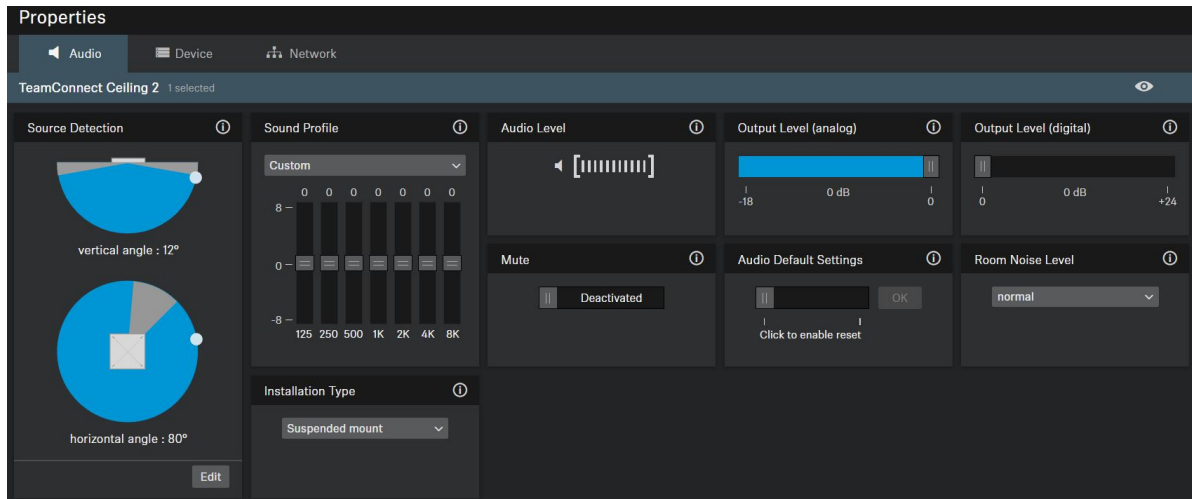 Properties
Audio
Device
Network
TeamConnect Ceiling 2 1 selected
Source Detection
vertical angle : 12°
horizontal angle : 80°
Edit
Sound Profile
Custom
0 0 0 0 0 0 0
8
0
-8
125 250 500 1K 2K 4K 8K
Installation Type
Suspended mount
Audio Level
Mute
Deactivated
Output Level (analog)
-18 0 dB 0
Audio Default Settings
OK
Click to enable reset
Output Level (digital)
0 0 dB +24
Room Noise Level
normal